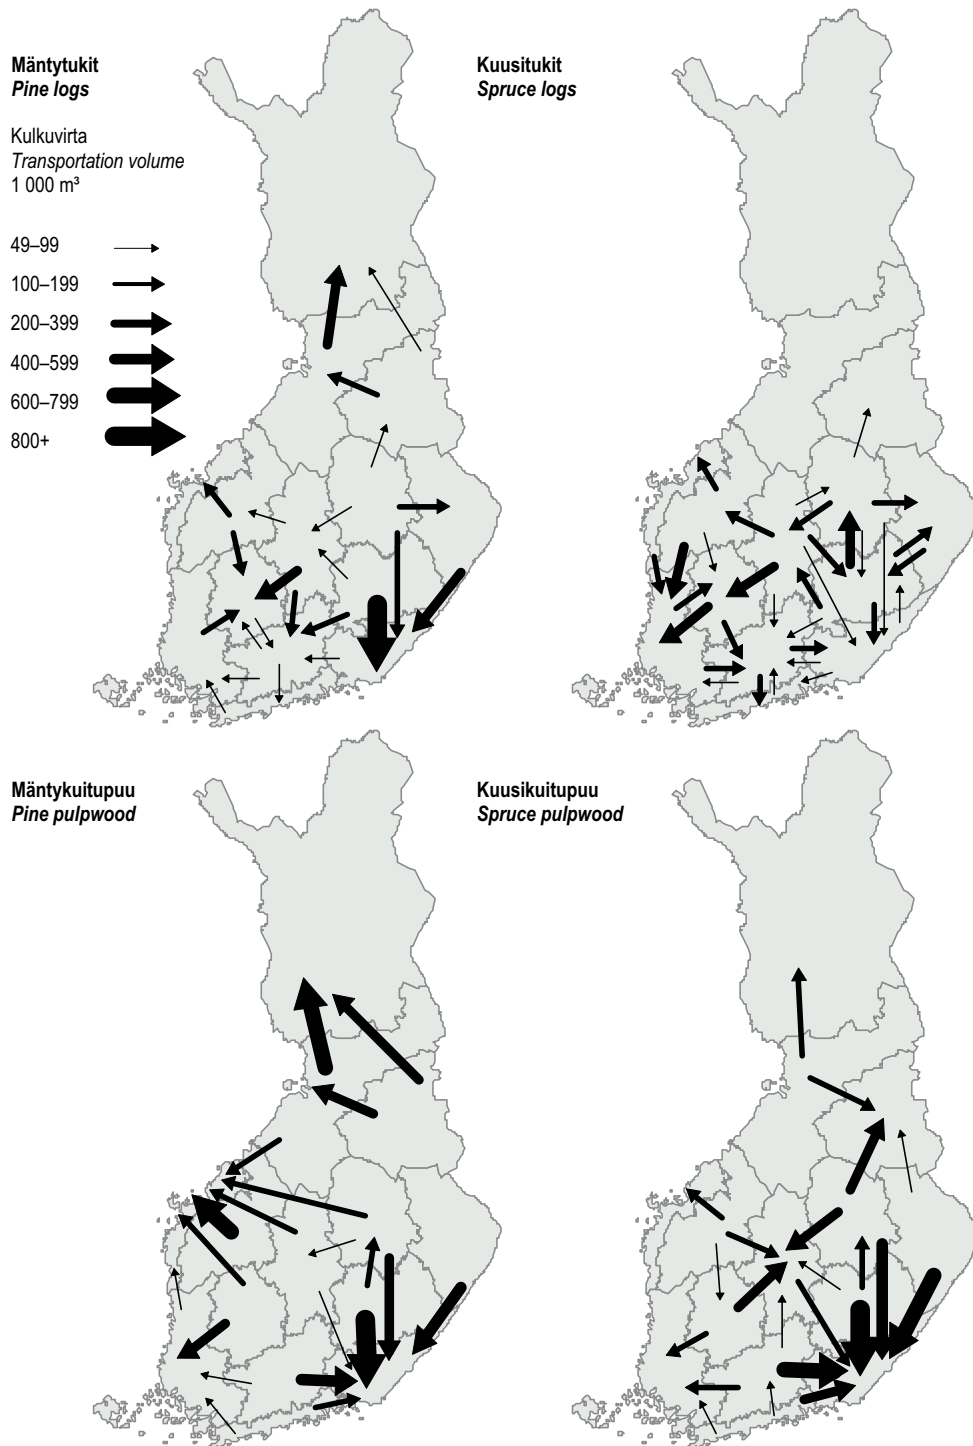 Mäntytukit
Pine logs
Kulkuvirta
Transportation volume
1 000 m³
49–99
100–199
200–399
400–599
600–799
800+
Kuusitukit
Spruce logs
Mäntykuitupuu
Pine pulpwood
Kuusikuitupuu
Spruce pulpwood